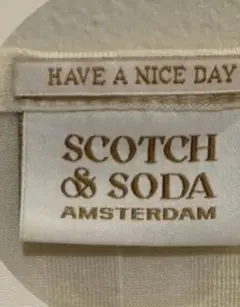 HAVE A NICE DAY
SCOTCH
& SODA
AMSTERDAM